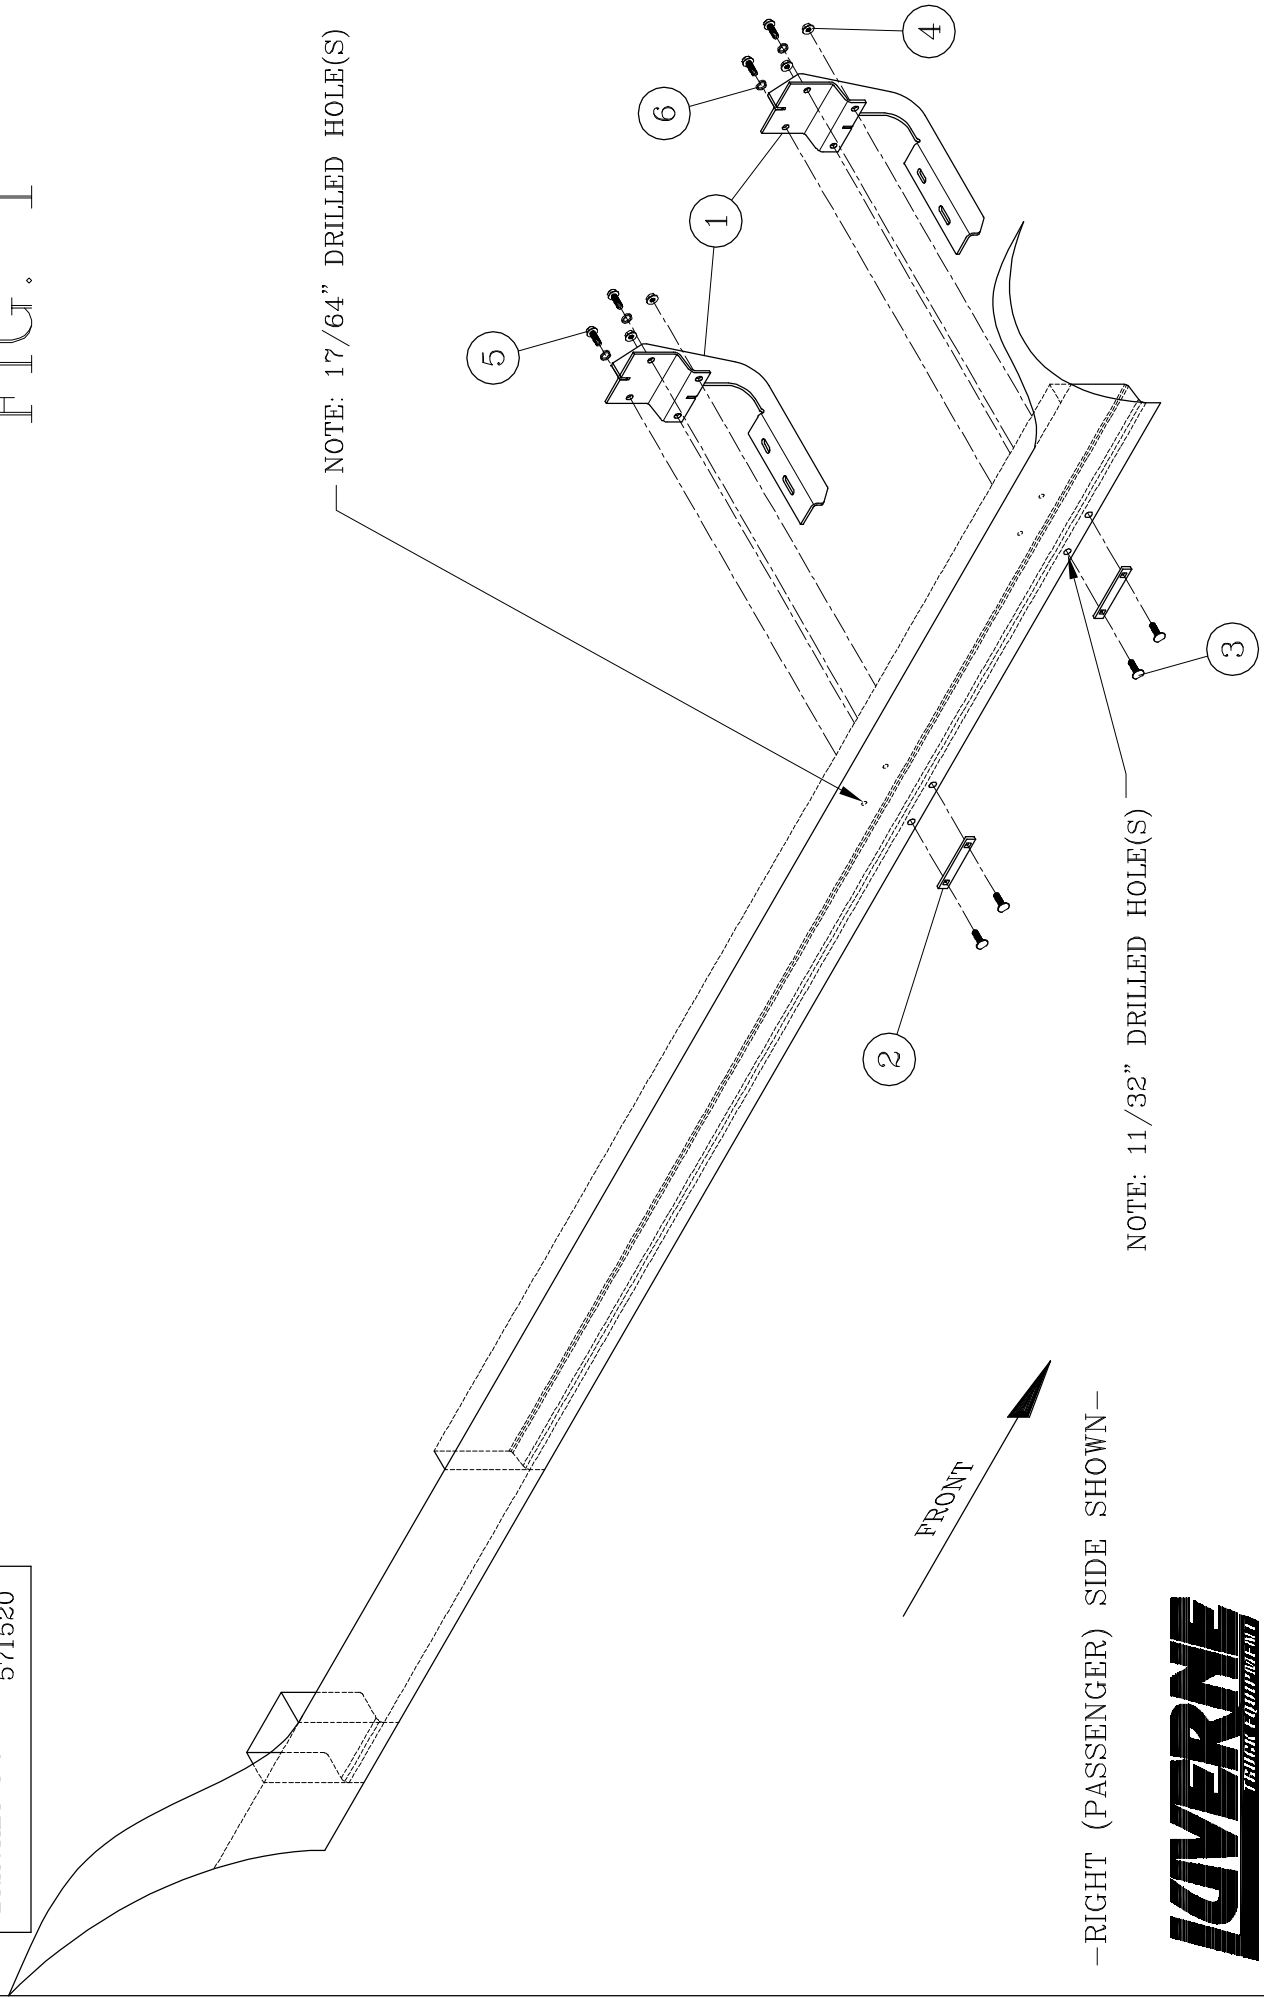 FIG. 1
NOTE: 17/64" DRILLED HOLE(S)
4
6
1
5
3
2
NOTE: 11/32" DRILLED HOLE(S)
FRONT
-RIGHT (PASSENGER) SIDE SHOWN-
571520
LUVERNE
TRUCK EQUIPMENT